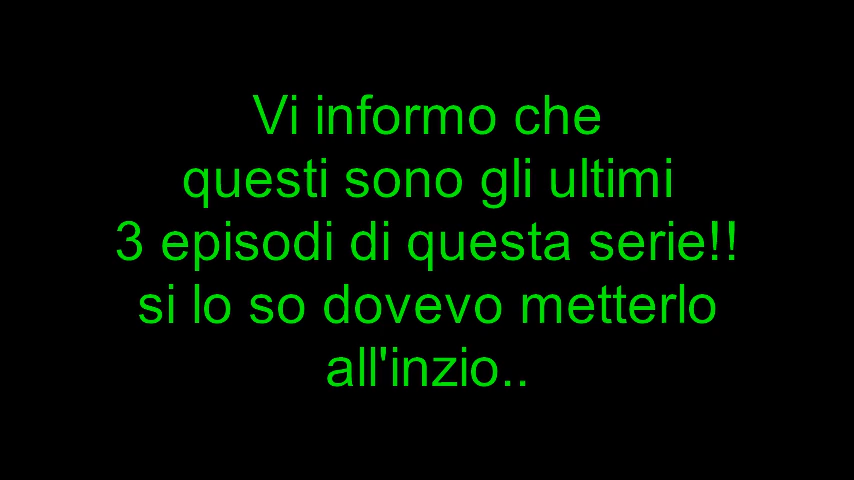 Vi informo che
questi sono gli ultimi
3 episodi di questa serie!!
si lo so dovevo metterlo
all'inzio..